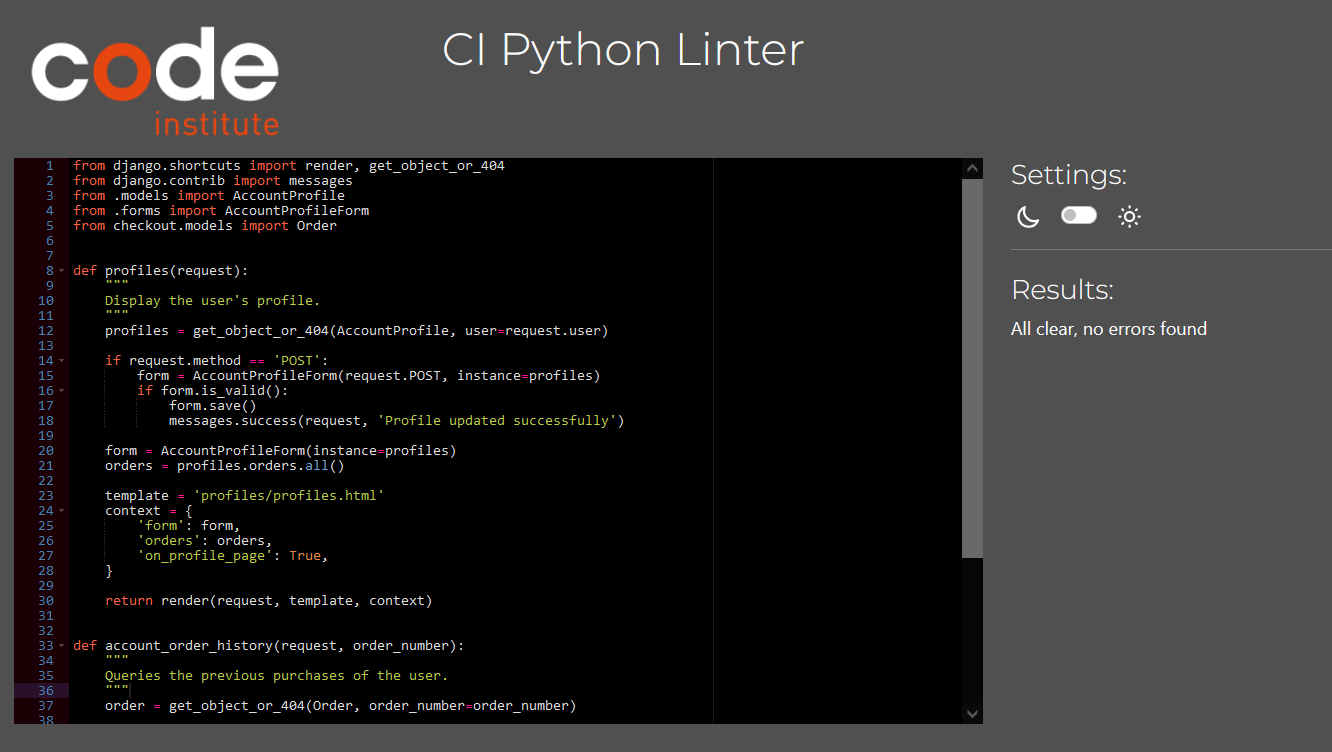 code
institute
CI Python Linter
1 from django.shortcuts import render, get_object_or_404
2 from django.contrib import messages
3 from .models import AccountProfile
4 from .forms import AccountProfileForm
5 from checkout.models import Order
6
7
8 def profiles(request):
9     """
10     Display the user's profile.
11     """
12     profiles = get_object_or_404(AccountProfile, user=request.user)
13
14     if request.method == 'POST':
15         form = AccountProfileForm(request.POST, instance=profiles)
16         if form.is_valid():
17             form.save()
18             messages.success(request, 'Profile updated successfully')
19
20     form = AccountProfileForm(instance=profiles)
21     orders = profiles.orders.all()
22
23     template = 'profiles/profiles.html'
24     context = {
25         'form': form,
26         'orders': orders,
27         'on_profile_page': True,
28     }
29
30     return render(request, template, context)
31
32
33 def account_order_history(request, order_number):
34     """
35     Queries the previous purchases of the user.
36     """
37     order = get_object_or_404(Order, order_number=order_number)
38
Settings:
Results:
All clear, no errors found